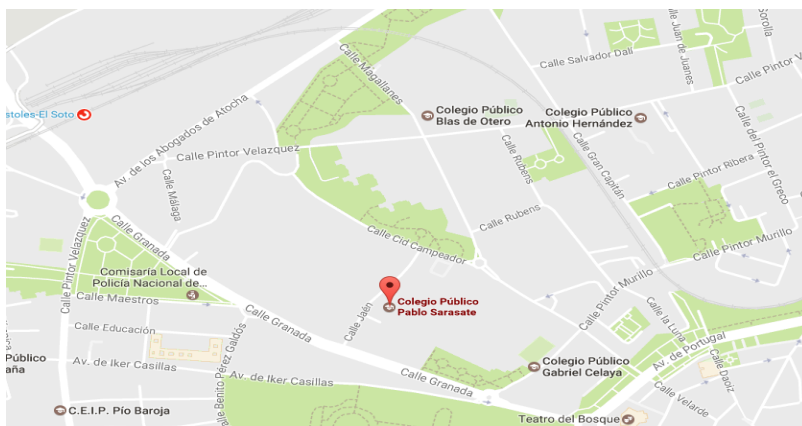 Sorolla
Calle Juan de Juanes
Calle Salvador Dalí
Calle Pintor Velazquez
Calle Magallanes
Colegio Público
Blas de Otero
Colegio Público
Antonio Hernández
stoles-El Soto
Av. de los Abogados de Atocha
Calle Pintor Velazquez
Calle Málaga
Calle Rubens
Calle Gran Capitán
Calle Pintor Ribera
Calle del Pintor el Greco
Calle Granada
Calle Pintor Velazquez
Calle Rubens
Calle Cid Campeador
Calle Pintor Murillo
Comisaría Local de
Policía Nacional de...
Calle Maestros
Colegio Público
Pablo Sarasate
Calle Jaén
Calle Pintor Murillo
Calle la Luna
Calle Educación
Calle Benito Pérez Galdós
Calle Granada
Av. de Portugal
Público
aña
Av. de Iker Casillas
Av. de Iker Casillas
Calle Granada
Colegio Público
Gabriel Celaya
Calle Daoíz
Calle Velarde
C.E.I.P. Pío Baroja
Teatro del Bosque